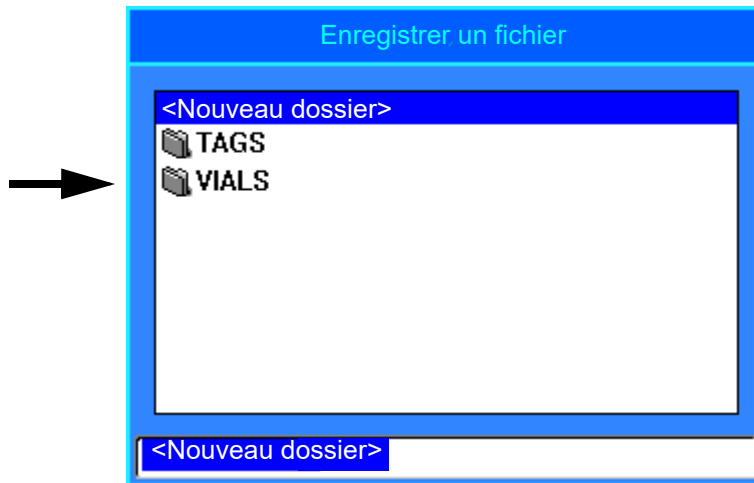 Enregistrer un fichier
<Nouveau dossier>
TAGS
VIALS
<Nouveau dossier>